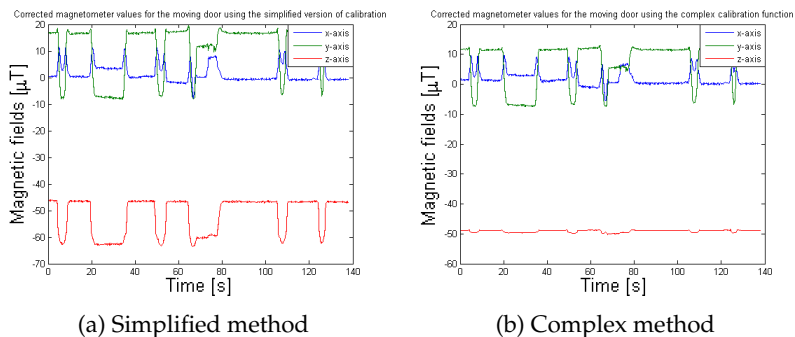 Corrected magnetometer values for the moving door using the simplified version of calibration
20
10
0
-10
-20
-30
-40
-50
-60
-70
0
20
40
60
80
100
120
140
Magnetic fields [μT]
Time [s]
x-axis
y-axis
z-axis
(a) Simplified method
Corrected magnetometer values for the moving door using the complex calibration function
20
10
0
-10
-20
-30
-40
-50
-60
0
20
40
60
80
100
120
140
Magnetic fields [μT]
Time [s]
x-axis
y-axis
z-axis
(b) Complex method